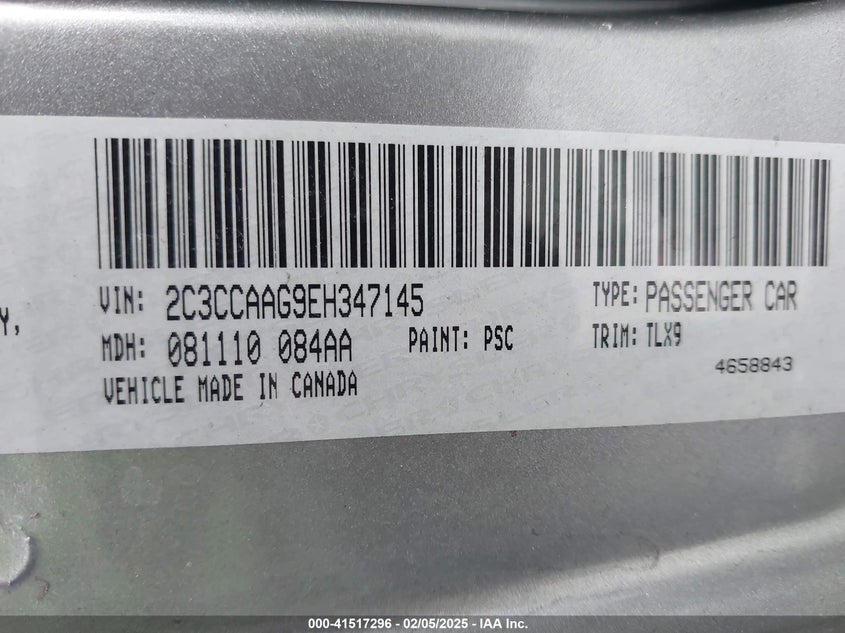 VIN: 2C3CCAAG9EH347145 TYPE: PASSENGER CAR
Y,
MDH: 081110 084AA PAINT: PSC TRIM: TLX9
4658843
VEHICLE MADE IN CANADA
000-41517296 - 02/05/2025 - IAA Inc.